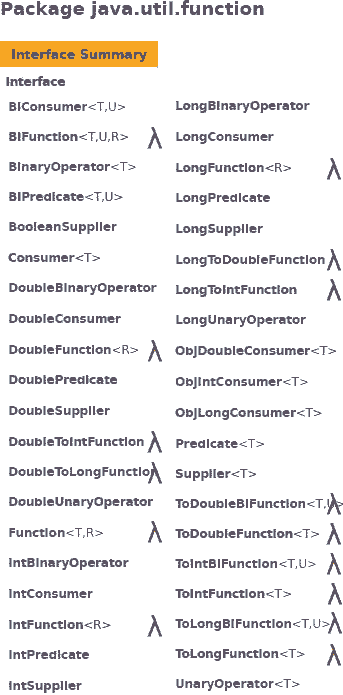 Package java.util.function
Interface Summary
Interface
BiConsumer<T,U>
BiFunction<T,U,R> λ
BinaryOperator<T>
BiPredicate<T,U>
BooleanSupplier
Consumer<T>
DoubleBinaryOperator
DoubleConsumer
DoubleFunction<R> λ
DoublePredicate
DoubleSupplier
DoubleToIntFunction λ
DoubleToLongFunction λ
DoubleUnaryOperator
Function<T,R> λ
IntBinaryOperator
IntConsumer
IntFunction<R> λ
IntPredicate
IntSupplier
LongBinaryOperator
LongConsumer
LongFunction<R> λ
LongPredicate
LongSupplier
LongToDoubleFunction λ
LongToIntFunction λ
LongUnaryOperator
ObjDoubleConsumer<T>
ObjIntConsumer<T>
ObjLongConsumer<T>
Predicate<T>
Supplier<T>
ToDoubleBiFunction<T,U> λ
ToDoubleFunction<T> λ
ToIntBiFunction<T,U> λ
ToIntFunction<T> λ
ToLongBiFunction<T,U> λ
ToLongFunction<T> λ
UnaryOperator<T>